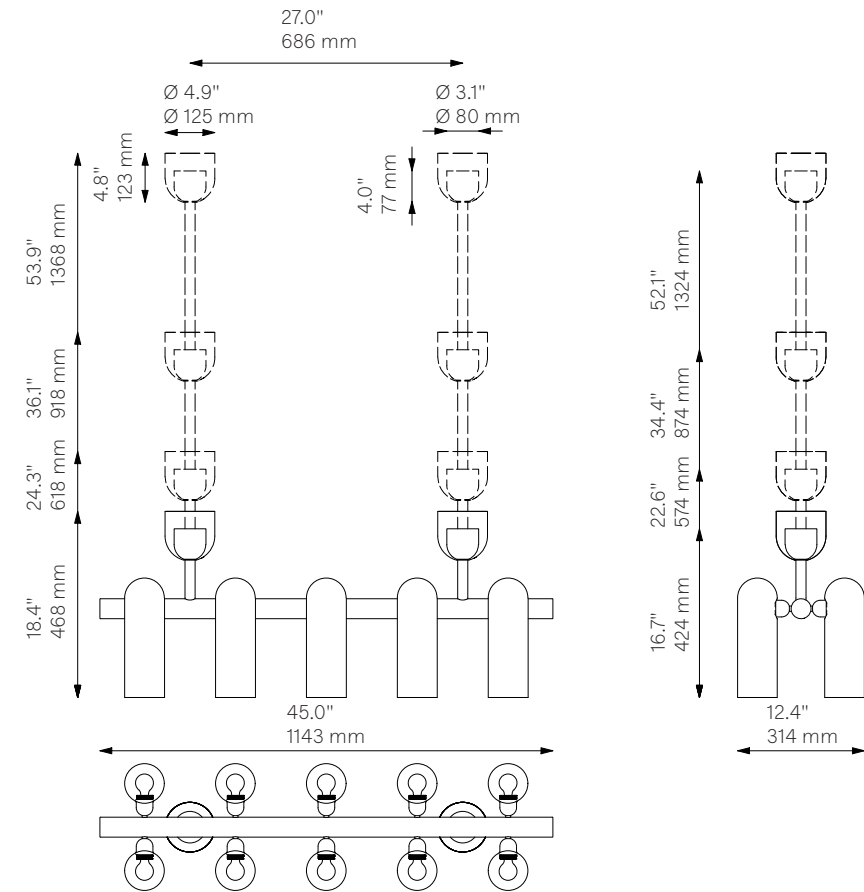 27.0"
686 mm
Ø 4.9"
Ø 125 mm
Ø 3.1"
Ø 80 mm
4.8"
123 mm
4.0"
77 mm
53.9"
1368 mm
52.1"
1324 mm
36.1"
918 mm
34.4"
874 mm
24.3"
618 mm
22.6"
574 mm
18.4"
468 mm
16.7"
424 mm
45.0"
1143 mm
12.4"
314 mm